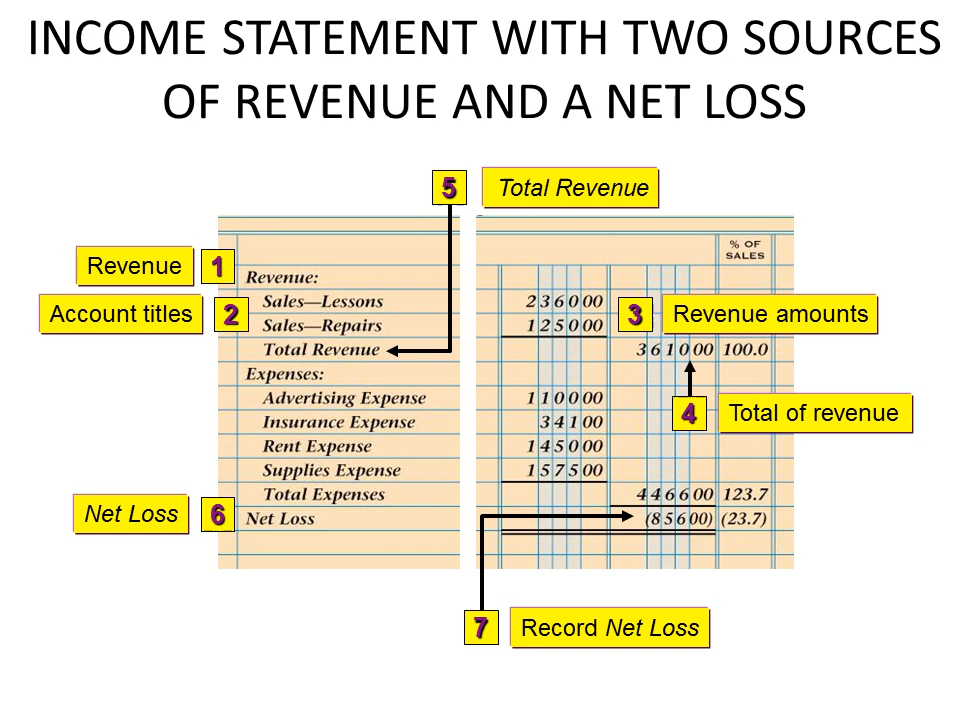 INCOME STATEMENT WITH TWO SOURCES
OF REVENUE AND A NET LOSS
5 Total Revenue
% OF
SALES
Revenue 1
Revenue:
Account titles 2
Sales—Lessons 2 3 6 0 00
3 Revenue amounts
Sales—Repairs 1 2 5 0 00
Total Revenue 3 6 1 0 00 100.0
Expenses:
Advertising Expense 1 1 0 0 00
4 Total of revenue
Insurance Expense 3 4 1 00
Rent Expense 1 4 5 0 00
Supplies Expense 1 5 7 5 00
Total Expenses 4 4 6 6 00 123.7
Net Loss 6
Net Loss (8 5 6 00) (23.7)
7 Record Net Loss